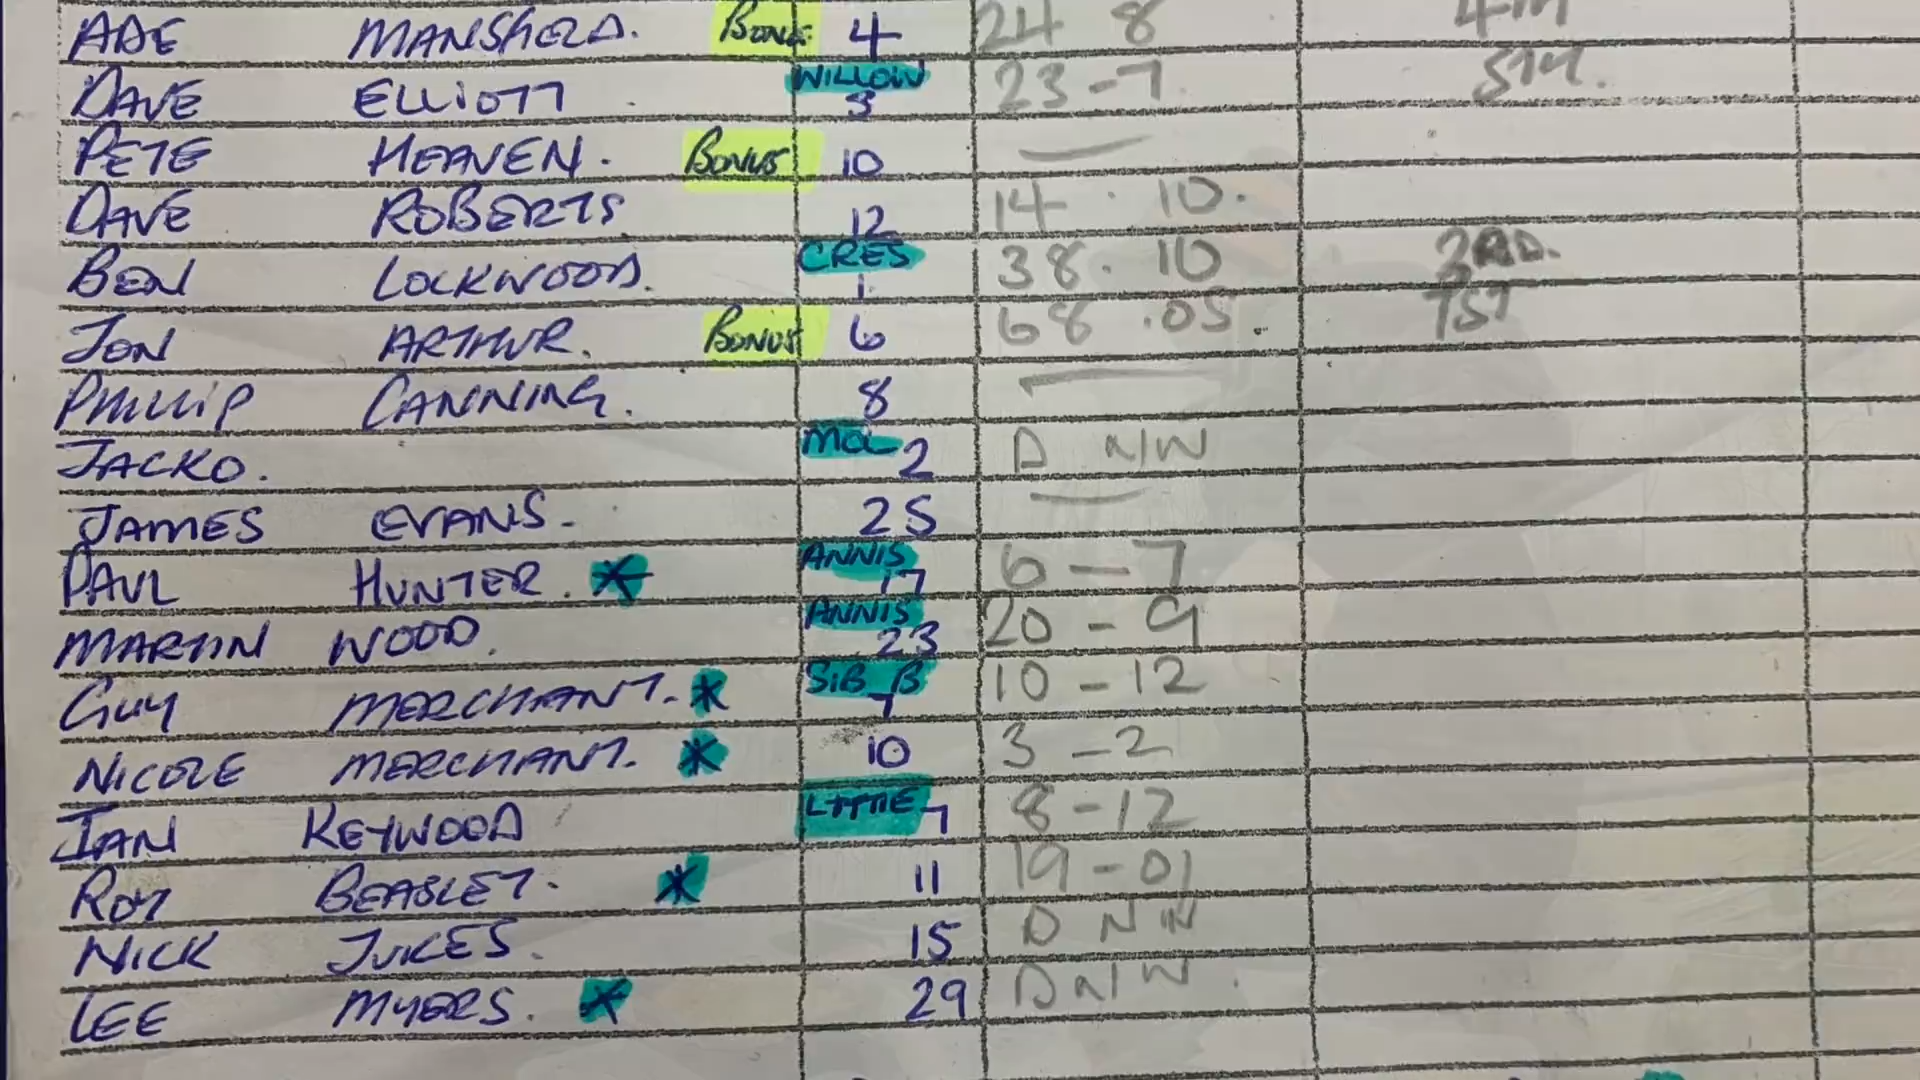 ADE MANSHERD. BONUS 4 24 8 4TH
DAVE ELLIOTT WILLOW 3 23-7 5TH.
PETE HEAVEN. BONUS 10 —
DAVE ROBERTS 12 14 . 10.
BEN LOCKWOOD. CRES 1. 38. 10
JON ARTHUR. BONUS 6 68 .05 1ST
PHILLIP CANNING. 8 —
JACKO. 2 D N/W
JAMES EVANS. 25 —
PAUL HUNTER. * ANNIS 17 6 - 7
MARTIN WOOD. ANNIS 23 20 - 9
GUY MERCHANT. * SIB B 7 10 - 12
NICOLE MERCHANT. * 10 3 - 2
IAN KEYWOOD LITTLE 7 8 - 12
ROY BEASLEY. * 11 19 - 01
NICK JUKES. 15 D N W
LEE MYERS. * 29 D N/W